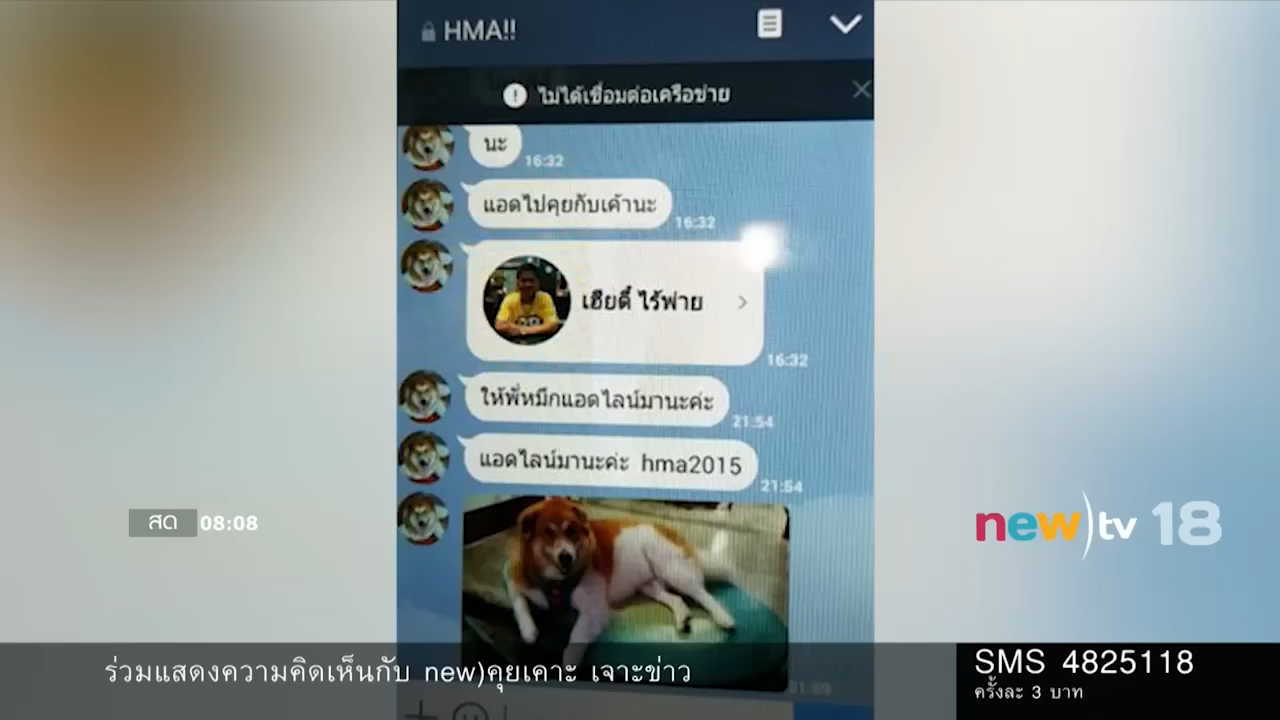 HMA!!
ไม่ได้เชื่อมต่อเครือข่าย
นะ
16:32
แอดไปคุยกับเค้านะ
16:32
เฮียตี๋ ไร้พ่าย
16:32
ให้พี่หมึกแอดไลน์มานะค่ะ
21:54
แอดไลน์มานะค่ะ hma2015
21:54
สด 08:08
new)tv 18
ร่วมแสดงความคิดเห็นกับ new)คุยเคาะ เจาะข่าว
SMS 4825118
ครั้งละ 3 บาท